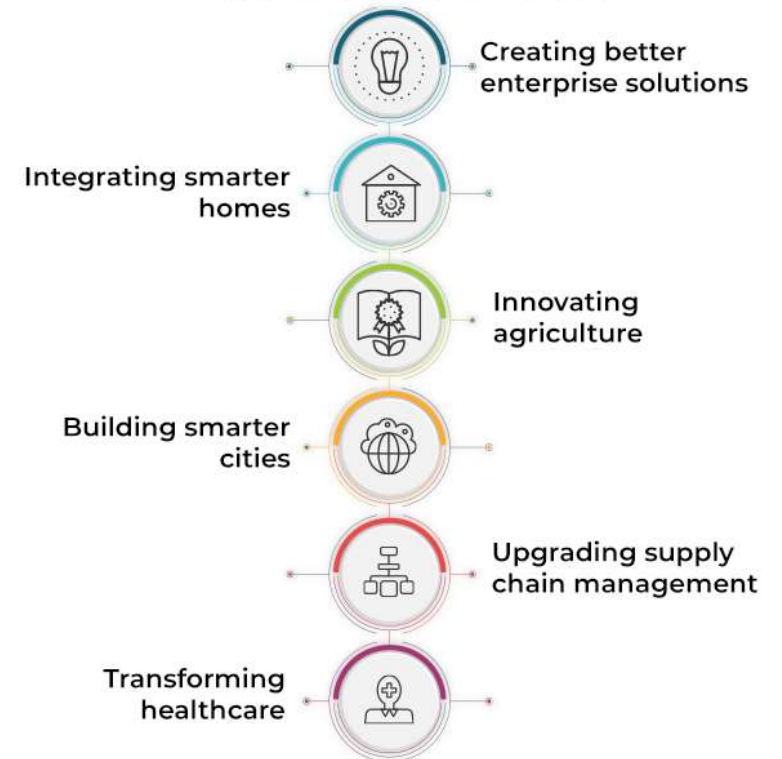 Creating better
enterprise solutions
Integrating smarter
homes
Innovating
agriculture
Building smarter
cities
Upgrading supply
chain management
Transforming
healthcare